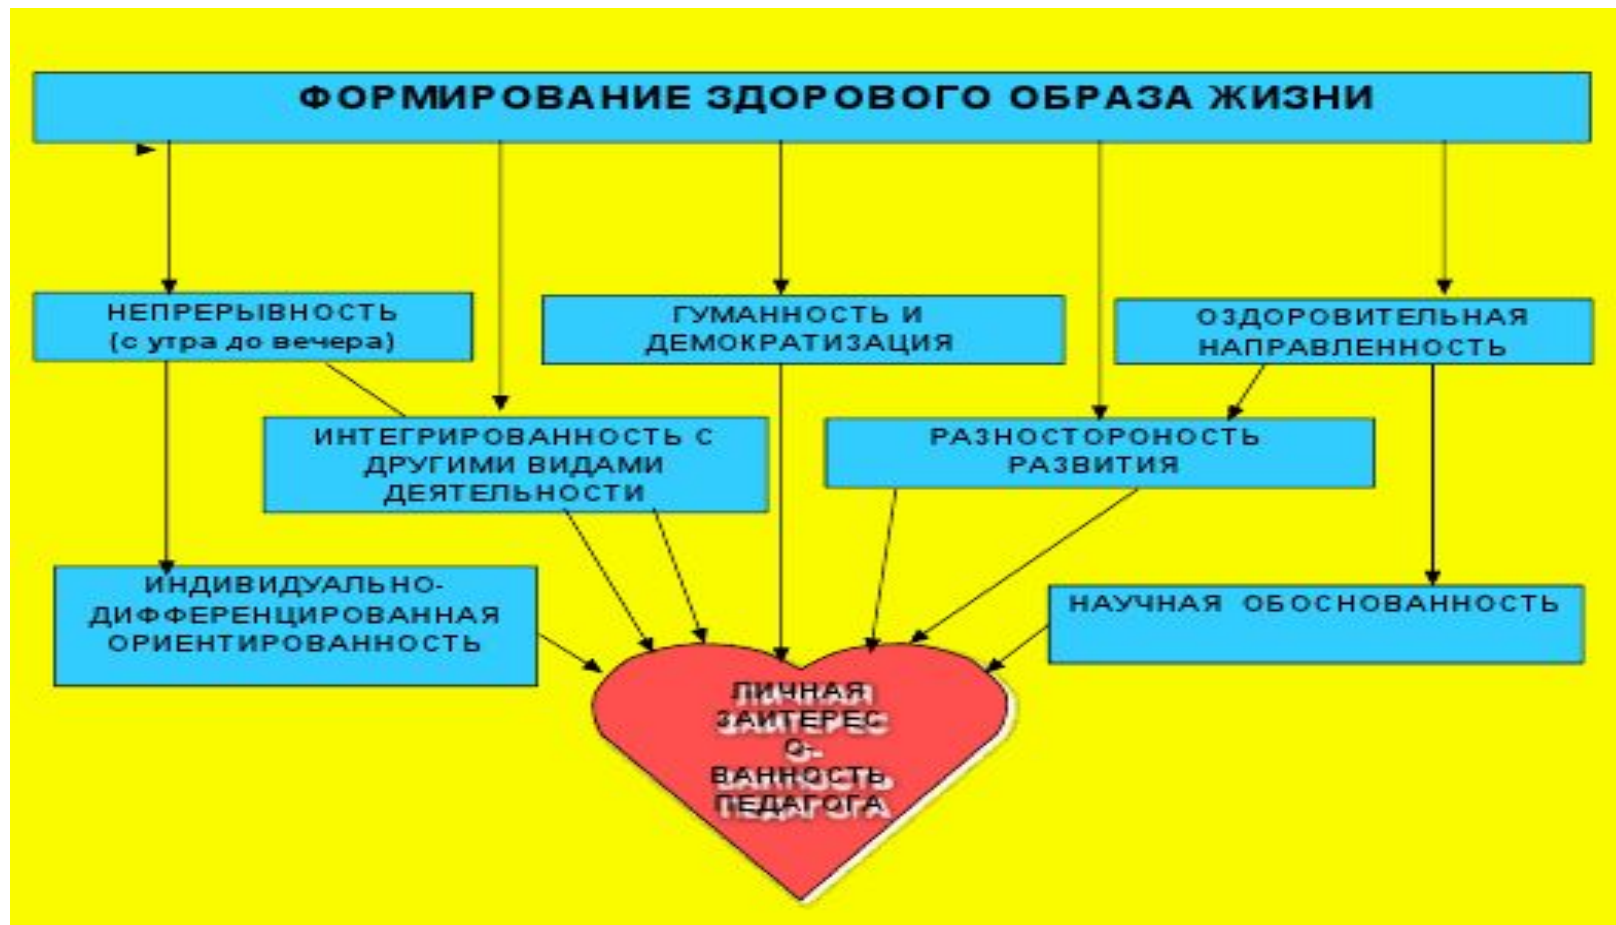 ФОРМИРОВАНИЕ ЗДОРОВОГО ОБРАЗА ЖИЗНИ
НЕПРЕРЫВНОСТЬ
(с утра до вечера)
ГУМАННОСТЬ И
ДЕМОКРАТИЗАЦИЯ
ОЗДОРОВИТЕЛЬНАЯ
НАПРАВЛЕННОСТЬ
ИНТЕГРИРОВАННОСТЬ С
ДРУГИМИ ВИДАМИ
ДЕЯТЕЛЬНОСТИ
РАЗНОСТОРОНОСТЬ
РАЗВИТИЯ
ИНДИВИДУАЛЬНО-
ДИФФЕРЕНЦИРОВАННАЯ
ОРИЕНТИРОВАННОСТЬ
НАУЧНАЯ ОБОСНОВАННОСТЬ
ЛИЧНАЯ
ЗАИТЕРЕС
О-
ВАННОСТЬ
ПЕДАГОГА